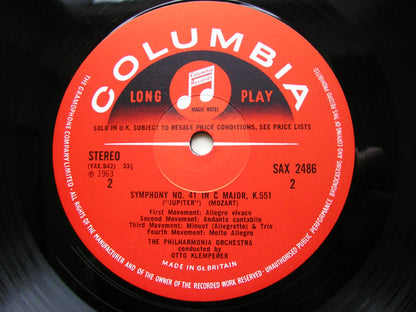 COLUMBIA
Columbia Records
MAGIC NOTES
LONG PLAY
SOLD IN U.K. SUBJECT TO RESALE PRICE CONDITIONS, SEE PRICE LISTS
STEREO
(YAX.942) 33⅓
℗ 1963
2
SAX 2486
2
SYMPHONY NO. 41 IN C MAJOR, K.551
("JUPITER") (MOZART)
First Movement: Allegro vivace
Second Movement: Andante cantabile
Third Movement: Minuet (Allegretto) & Trio
Fourth Movement: Molto Allegro
THE PHILHARMONIA ORCHESTRA
conducted by
OTTO KLEMPERER
MADE IN Gt. BRITAIN
THE GRAMOPHONE COMPANY LIMITED · ALL RIGHTS OF THE MANUFACTURER AND OF THE OWNER OF THE RECORDED WORK RESERVED · UNAUTHORISED PUBLIC PERFORMANCE BROADCASTING AND COPYING OF THIS RECORD PROHIBITED